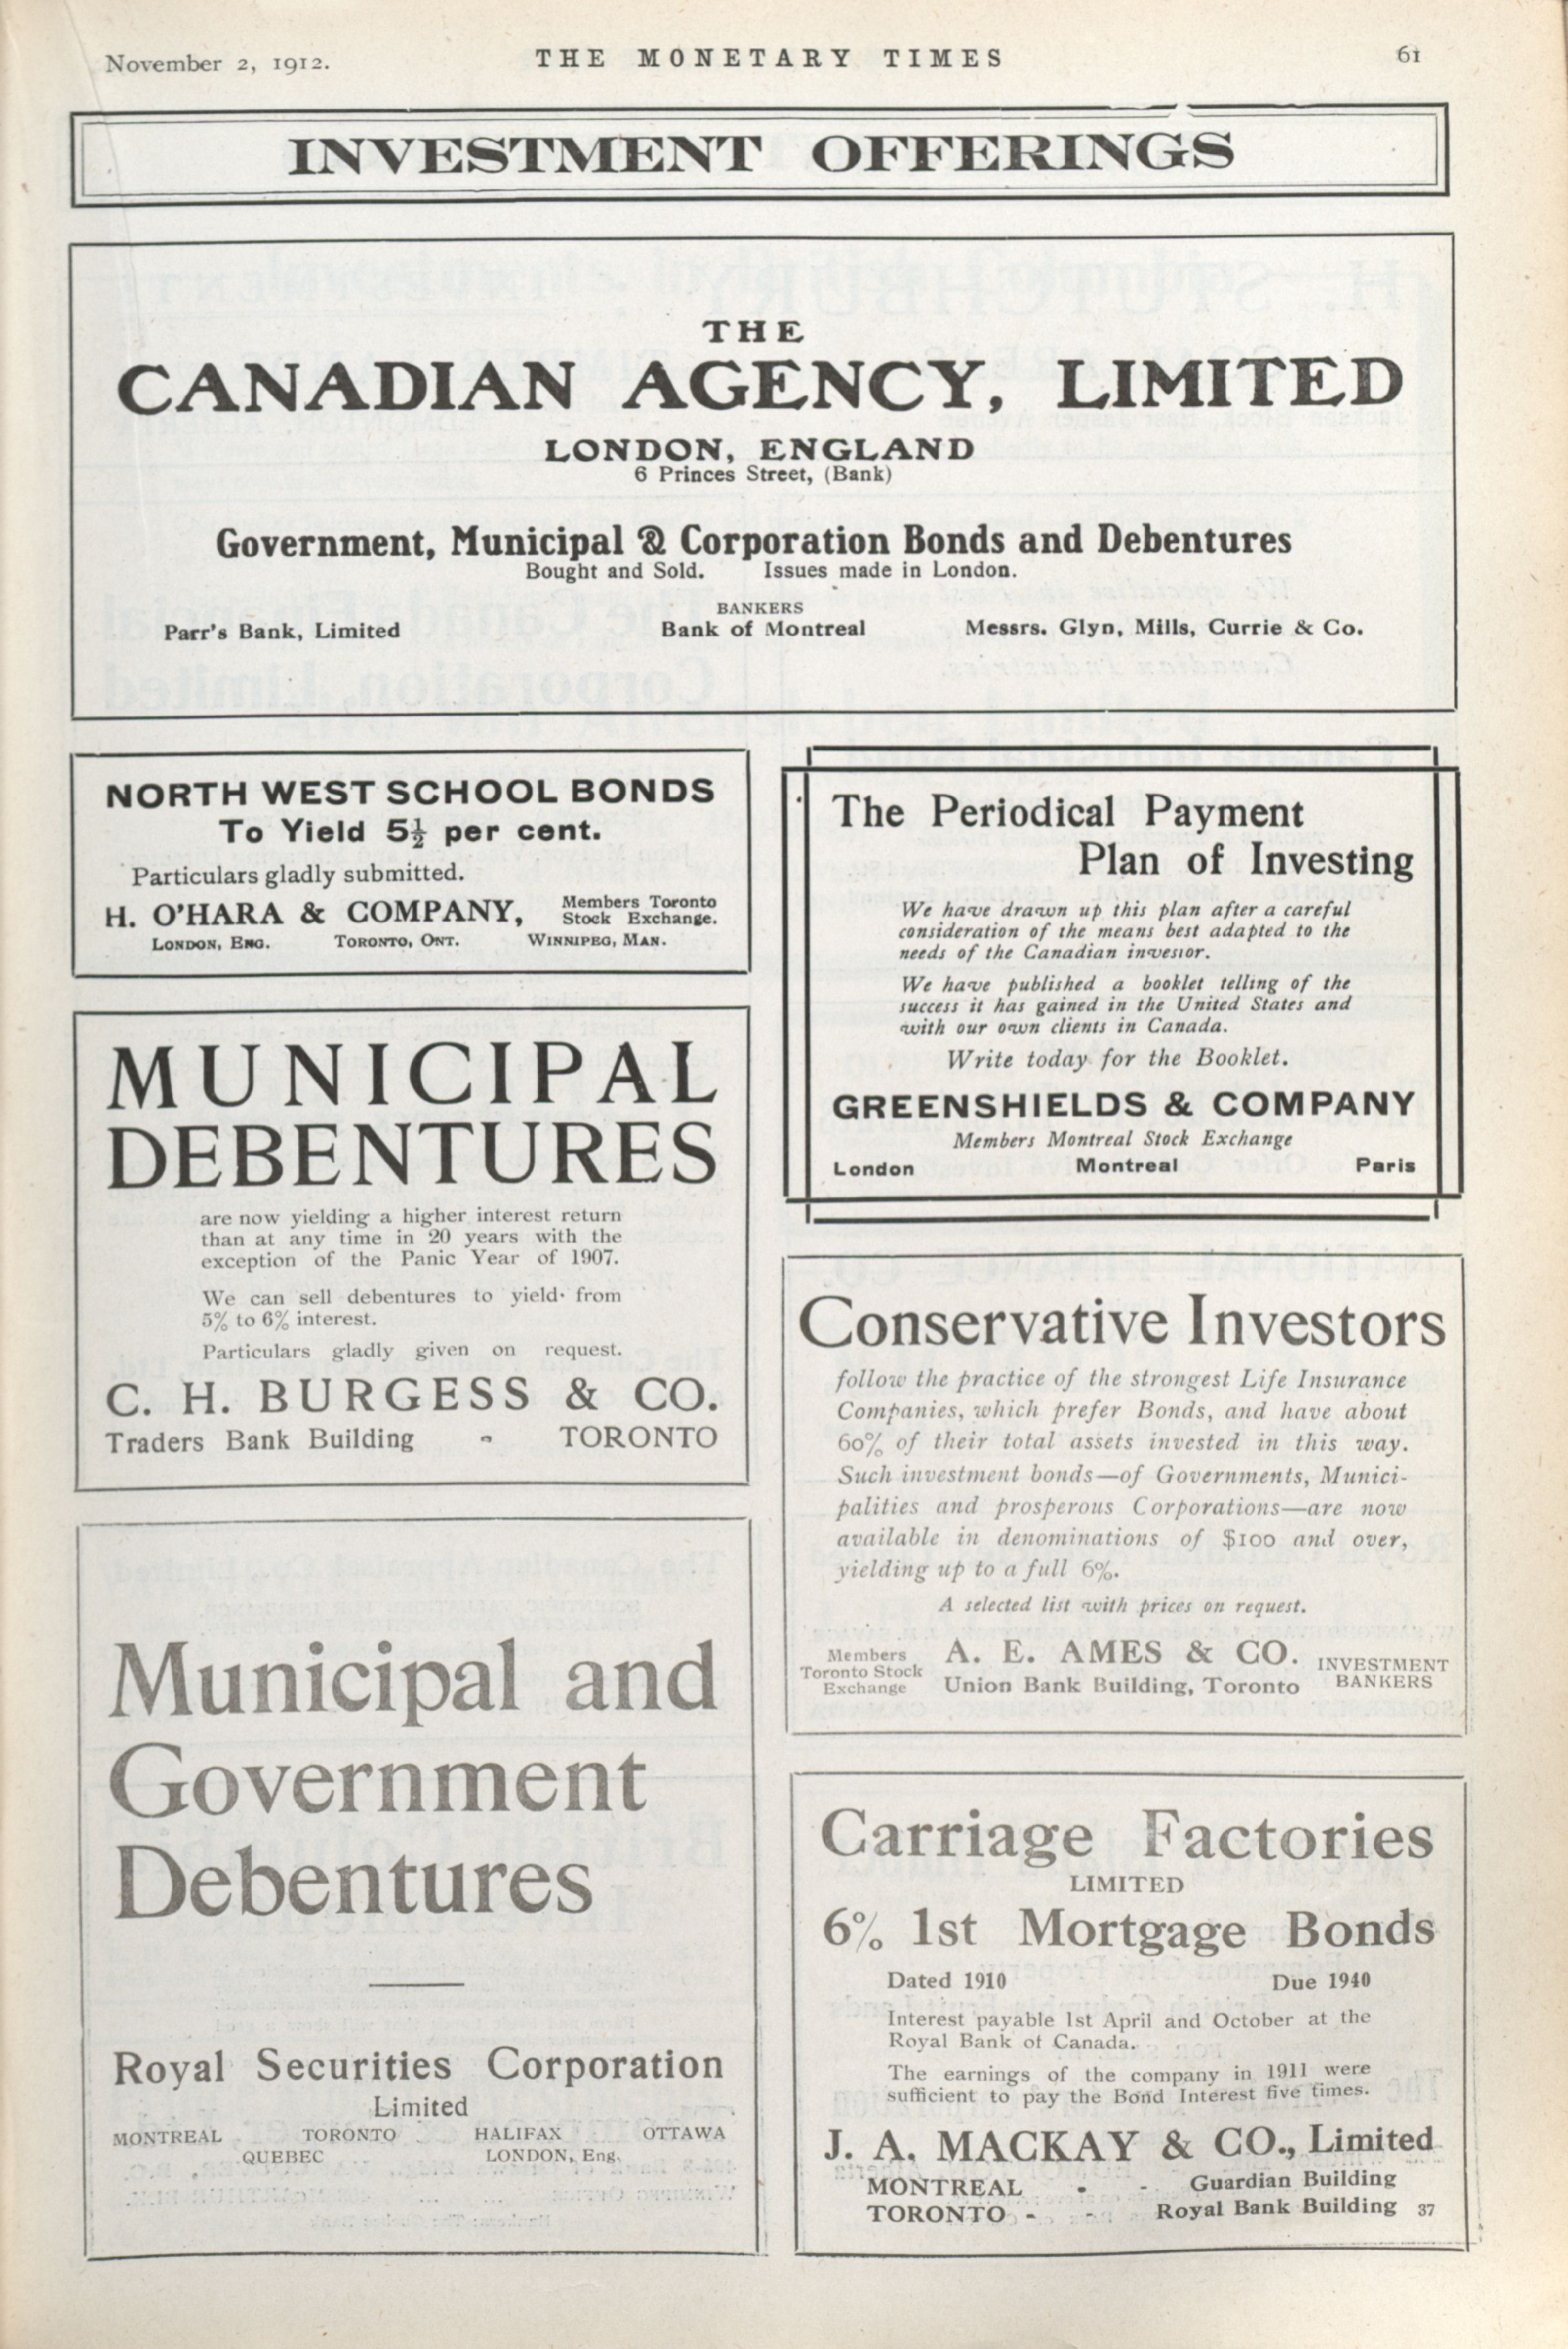 November 2, 1912.
THE MONETARY TIMES
61
INVESTMENT OFFERINGS
THE
CANADIAN AGENCY, LIMITED
LONDON, ENGLAND
6 Princes Street, (Bank)
Government, Municipal & Corporation Bonds and Debentures
Bought and Sold. Issues made in London.
BANKERS
Parr's Bank, Limited Bank of Montreal Messrs. Glyn, Mills, Currie & Co.
NORTH WEST SCHOOL BONDS
To Yield 5½ per cent.
Particulars gladly submitted.
H. O'HARA & COMPANY,
Members Toronto
Stock Exchange.
LONDON, ENG. TORONTO, ONT. WINNIPEG, MAN.
MUNICIPAL
DEBENTURES
are now yielding a higher interest return
than at any time in 20 years with the
exception of the Panic Year of 1907.
We can sell debentures to yield from
5% to 6% interest.
Particulars gladly given on request.
C. H. BURGESS & CO.
Traders Bank Building - TORONTO
Municipal and
Government
Debentures
Royal Securities Corporation
Limited
MONTREAL TORONTO HALIFAX OTTAWA
QUEBEC LONDON, Eng.
The Periodical Payment
Plan of Investing
We have drawn up this plan after a careful
consideration of the means best adapted to the
needs of the Canadian investor.
We have published a booklet telling of the
success it has gained in the United States and
with our own clients in Canada.
Write today for the Booklet.
GREENSHIELDS & COMPANY
Members Montreal Stock Exchange
London Montreal Paris
Conservative Investors
follow the practice of the strongest Life Insurance
Companies, which prefer Bonds, and have about
60% of their total assets invested in this way.
Such investment bonds—of Governments, Munici-
palities and prosperous Corporations—are now
available in denominations of $100 and over,
yielding up to a full 6%.
A selected list with prices on request.
Members
Toronto Stock
Exchange
A. E. AMES & CO.
Union Bank Building, Toronto
INVESTMENT
BANKERS
Carriage Factories
LIMITED
6% 1st Mortgage Bonds
Dated 1910 Due 1940
Interest payable 1st April and October at the
Royal Bank of Canada.
The earnings of the company in 1911 were
sufficient to pay the Bond Interest five times.
J. A. MACKAY & CO., Limited
MONTREAL - - Guardian Building
TORONTO - - Royal Bank Building 37